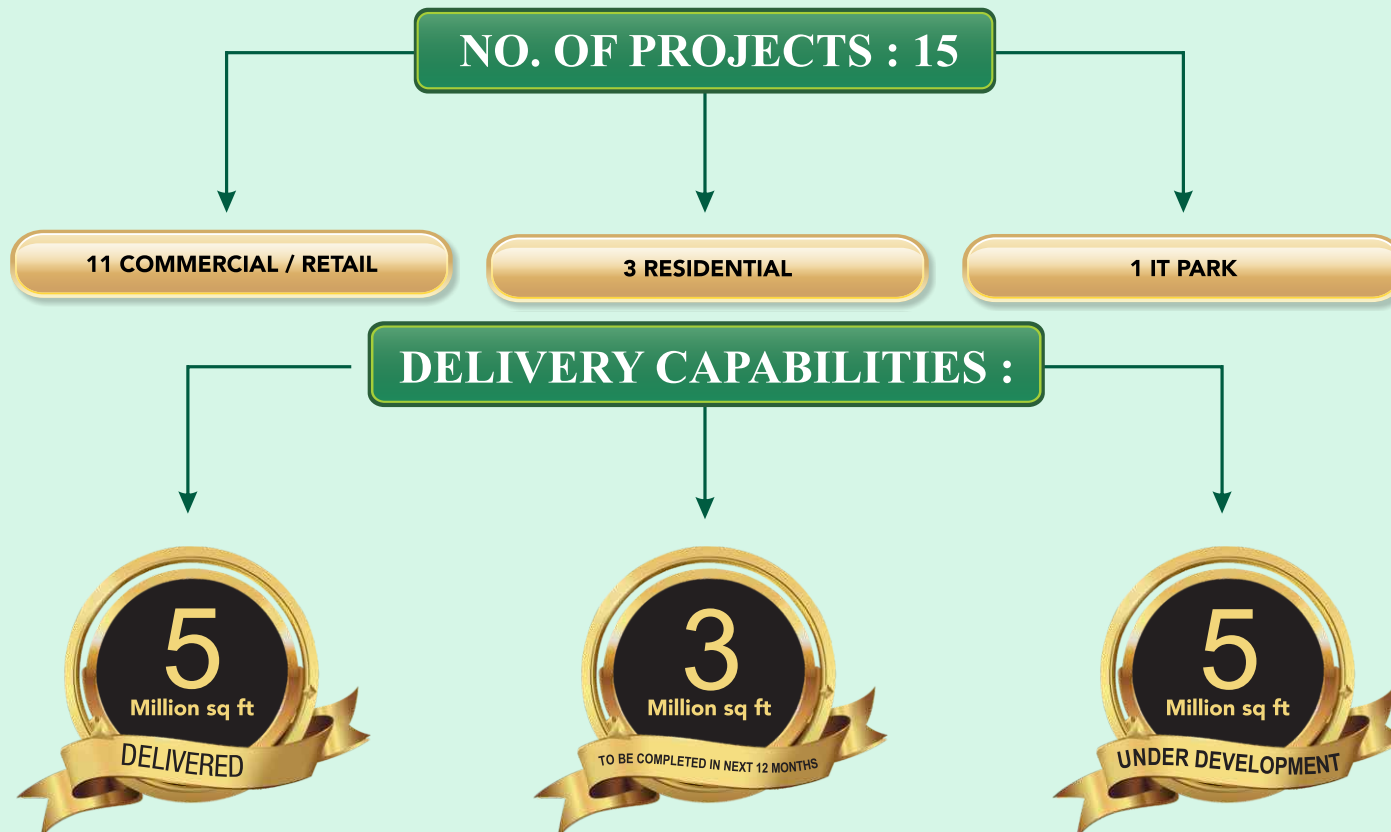 NO. OF PROJECTS : 15
11 COMMERCIAL / RETAIL
3 RESIDENTIAL
1 IT PARK
DELIVERY CAPABILITIES :
5
Million sq ft
DELIVERED
3
Million sq ft
TO BE COMPLETED IN NEXT 12 MONTHS
5
Million sq ft
UNDER DEVELOPMENT